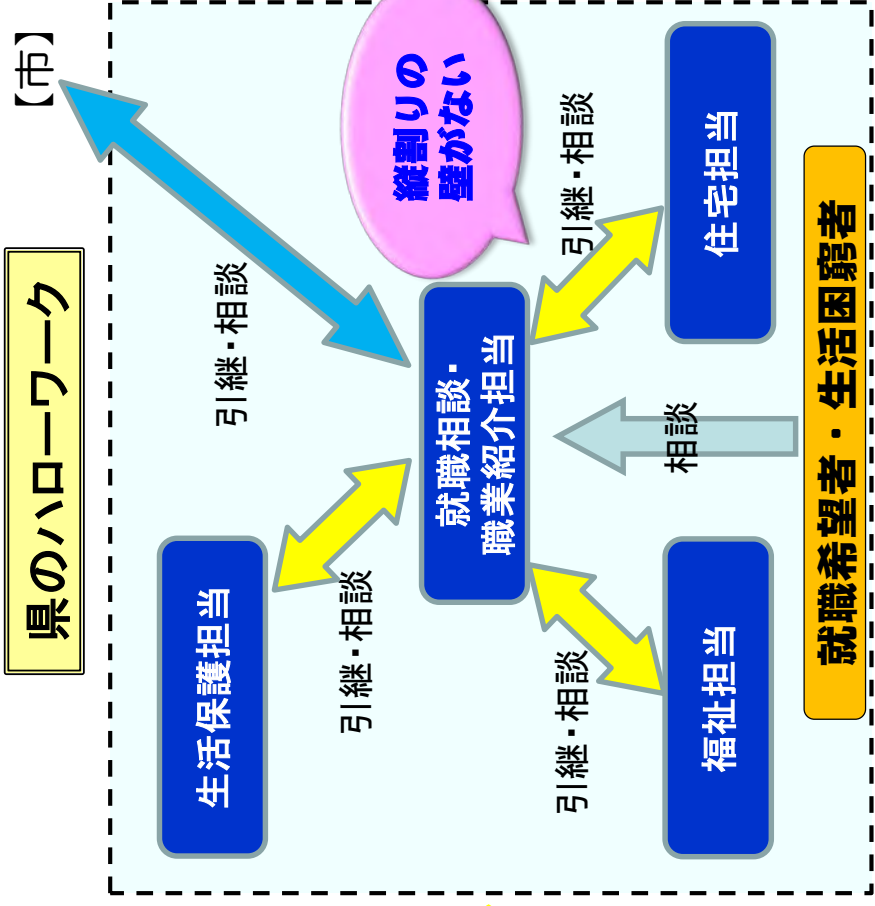 県のハローワーク
【市】
引継・相談
生活保護担当
引継・相談
縦割りの
壁がない
就職相談・
職業紹介担当
引継・相談
引継・相談
相談
福祉担当
住宅担当
就職希望者・生活困窮者